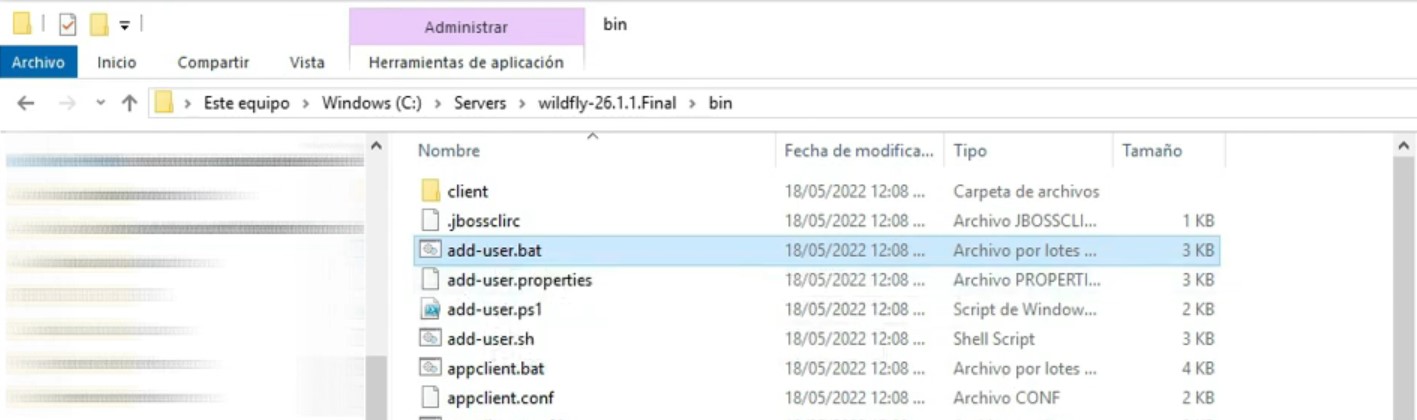 Administrar bin
Archivo Inicio Compartir Vista Herramientas de aplicación
Este equipo > Windows (C:) > Servers > wildfly-26.1.1.Final > bin
Nombre Fecha de modifica... Tipo Tamaño
client 18/05/2022 12:08 ... Carpeta de archivos
.jbossclirc 18/05/2022 12:08 ... Archivo JBOSSCLI... 1 KB
add-user.bat 18/05/2022 12:08 ... Archivo por lotes ... 3 KB
add-user.properties 18/05/2022 12:08 ... Archivo PROPERTI... 3 KB
add-user.ps1 18/05/2022 12:08 ... Script de Window... 2 KB
add-user.sh 18/05/2022 12:08 ... Shell Script 3 KB
appclient.bat 18/05/2022 12:08 ... Archivo por lotes ... 4 KB
appclient.conf 18/05/2022 12:08 ... Archivo CONF 2 KB